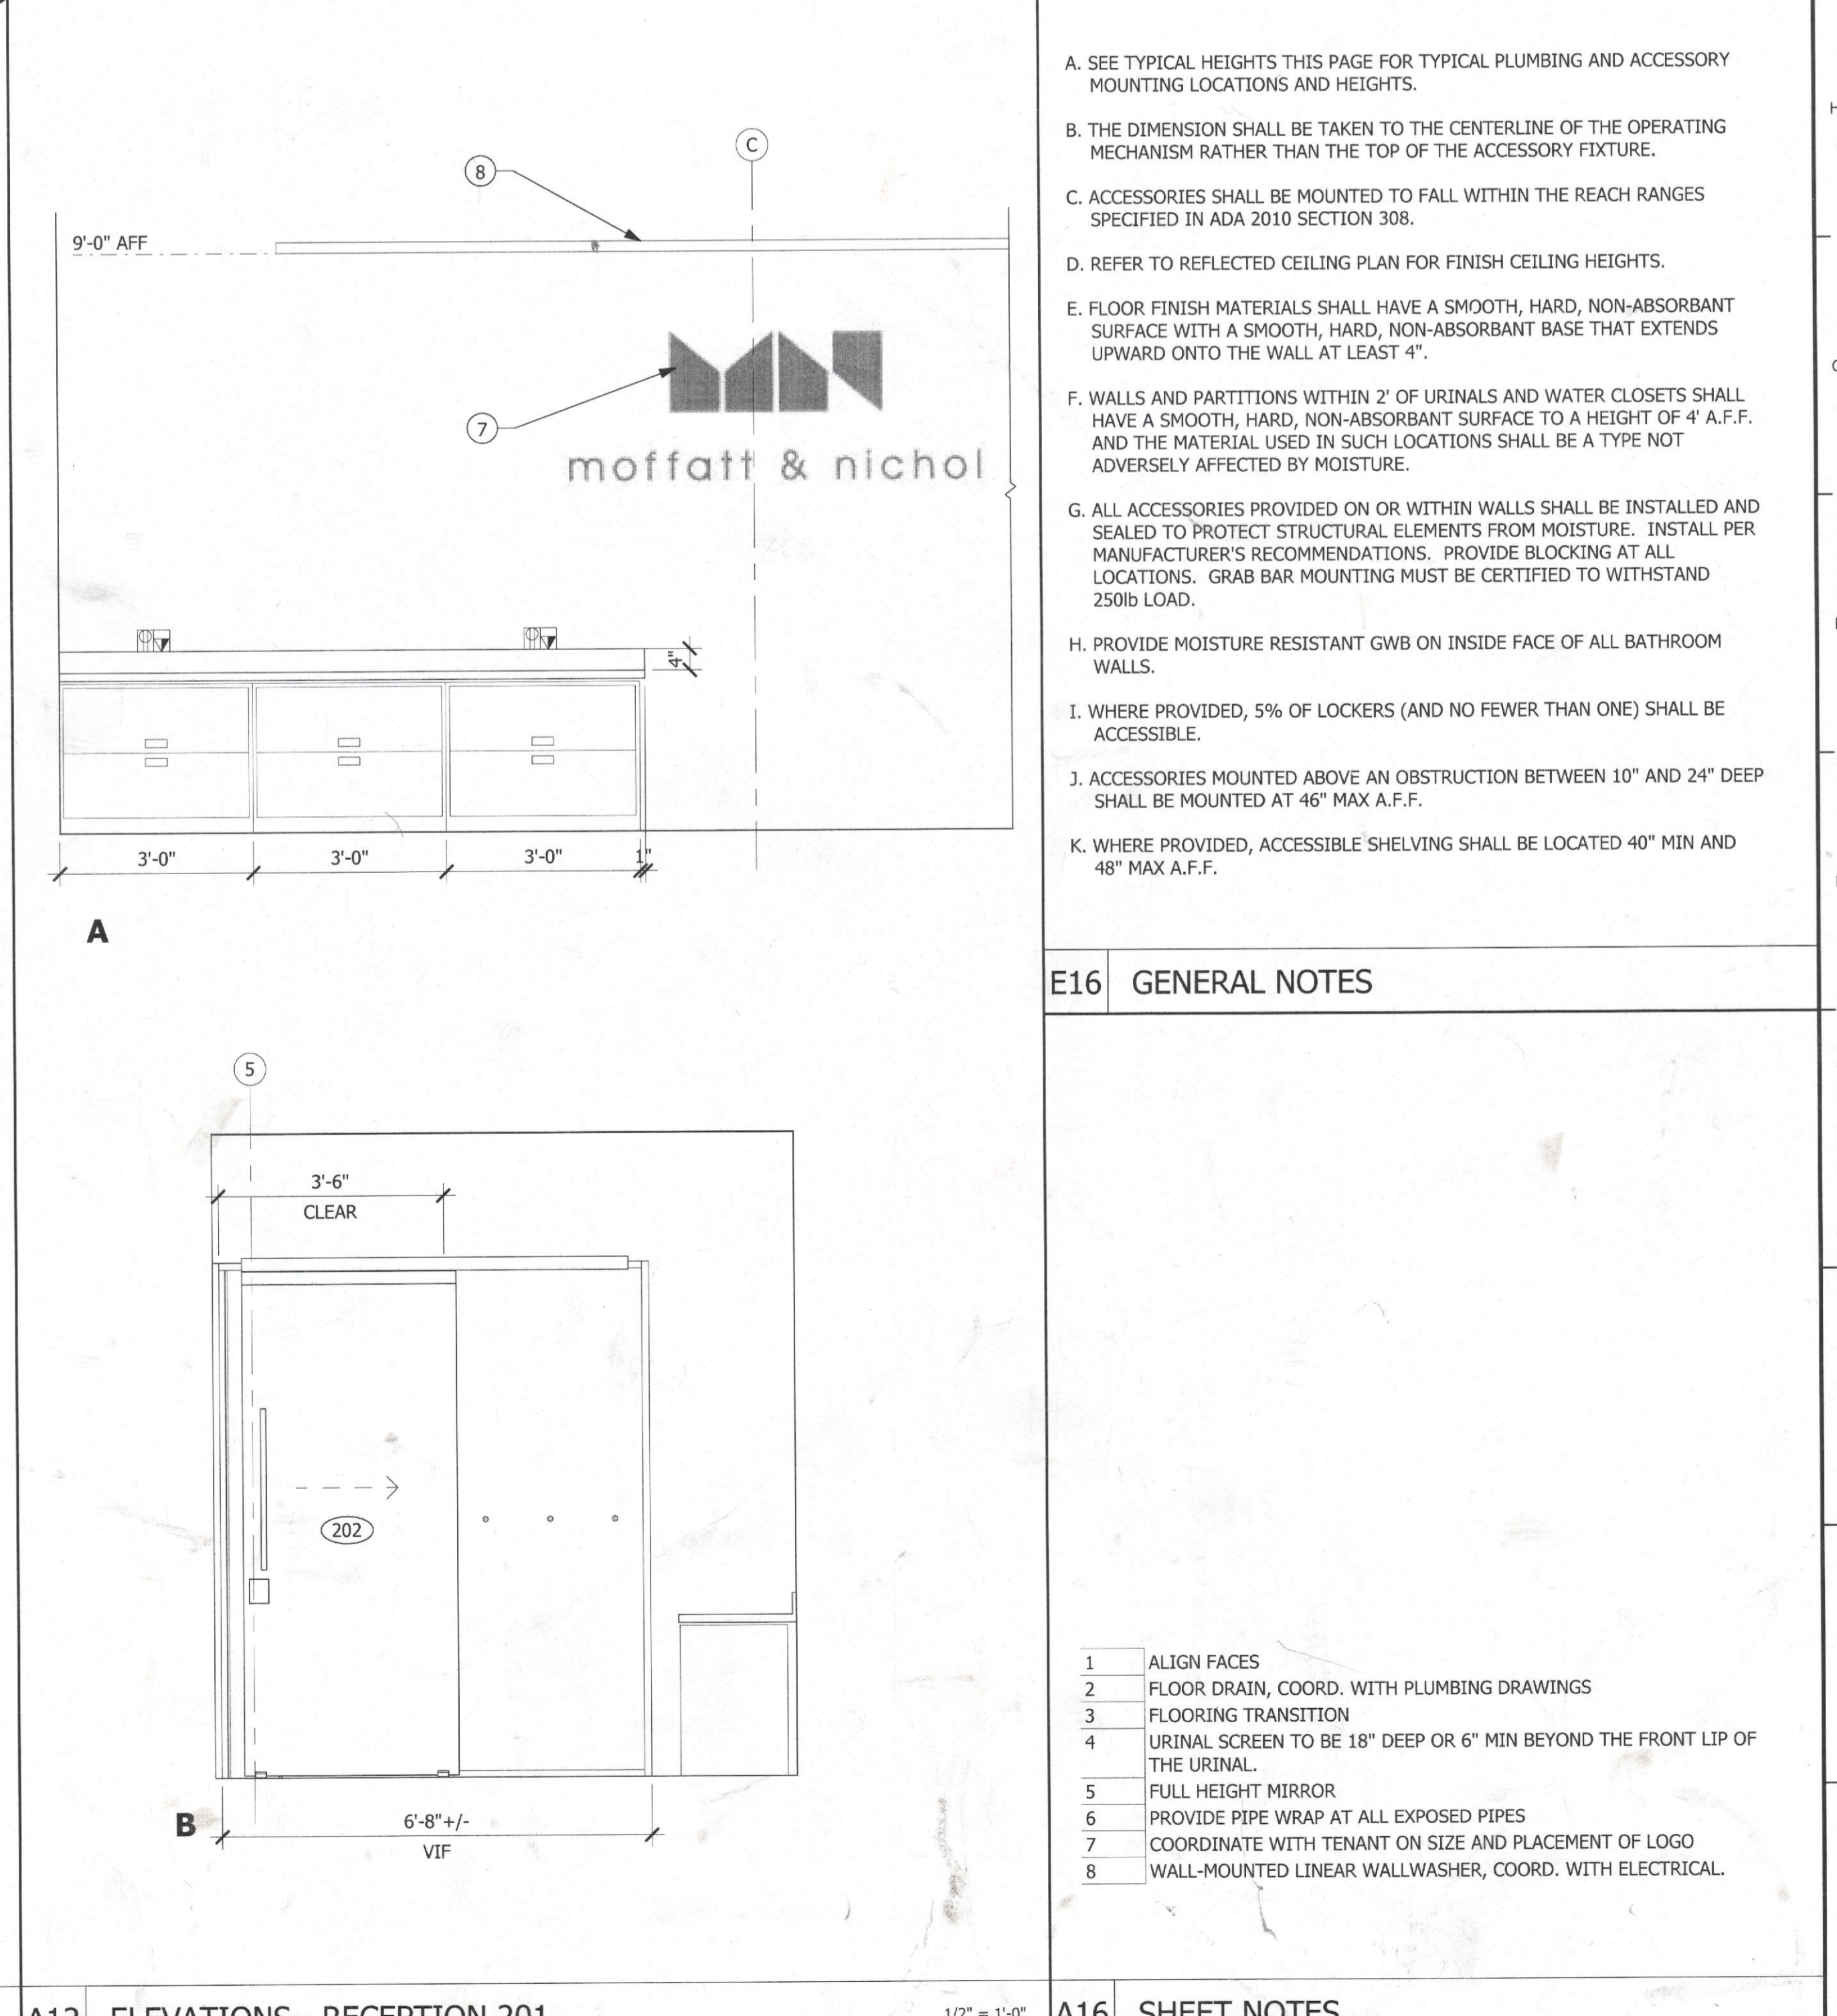 8
C
9'-0" AFF
7
moffatt & nichol
4"
3'-0"
3'-0"
3'-0"
1"
A
5
3'-6"
CLEAR
202
B
6'-8"+/-
VIF
A12
ELEVATIONS - RECEPTION 201
1/2" = 1'-0"
A. SEE TYPICAL HEIGHTS THIS PAGE FOR TYPICAL PLUMBING AND ACCESSORY
MOUNTING LOCATIONS AND HEIGHTS.
B. THE DIMENSION SHALL BE TAKEN TO THE CENTERLINE OF THE OPERATING
MECHANISM RATHER THAN THE TOP OF THE ACCESSORY FIXTURE.
C. ACCESSORIES SHALL BE MOUNTED TO FALL WITHIN THE REACH RANGES
SPECIFIED IN ADA 2010 SECTION 308.
D. REFER TO REFLECTED CEILING PLAN FOR FINISH CEILING HEIGHTS.
E. FLOOR FINISH MATERIALS SHALL HAVE A SMOOTH, HARD, NON-ABSORBANT
SURFACE WITH A SMOOTH, HARD, NON-ABSORBANT BASE THAT EXTENDS
UPWARD ONTO THE WALL AT LEAST 4".
F. WALLS AND PARTITIONS WITHIN 2' OF URINALS AND WATER CLOSETS SHALL
HAVE A SMOOTH, HARD, NON-ABSORBANT SURFACE TO A HEIGHT OF 4' A.F.F.
AND THE MATERIAL USED IN SUCH LOCATIONS SHALL BE A TYPE NOT
ADVERSELY AFFECTED BY MOISTURE.
G. ALL ACCESSORIES PROVIDED ON OR WITHIN WALLS SHALL BE INSTALLED AND
SEALED TO PROTECT STRUCTURAL ELEMENTS FROM MOISTURE. INSTALL PER
MANUFACTURER'S RECOMMENDATIONS. PROVIDE BLOCKING AT ALL
LOCATIONS. GRAB BAR MOUNTING MUST BE CERTIFIED TO WITHSTAND
250lb LOAD.
H. PROVIDE MOISTURE RESISTANT GWB ON INSIDE FACE OF ALL BATHROOM
WALLS.
I. WHERE PROVIDED, 5% OF LOCKERS (AND NO FEWER THAN ONE) SHALL BE
ACCESSIBLE.
J. ACCESSORIES MOUNTED ABOVE AN OBSTRUCTION BETWEEN 10" AND 24" DEEP
SHALL BE MOUNTED AT 46" MAX A.F.F.
K. WHERE PROVIDED, ACCESSIBLE SHELVING SHALL BE LOCATED 40" MIN AND
48" MAX A.F.F.
E16 GENERAL NOTES
1 ALIGN FACES
2 FLOOR DRAIN, COORD. WITH PLUMBING DRAWINGS
3 FLOORING TRANSITION
4 URINAL SCREEN TO BE 18" DEEP OR 6" MIN BEYOND THE FRONT LIP OF
THE URINAL.
5 FULL HEIGHT MIRROR
6 PROVIDE PIPE WRAP AT ALL EXPOSED PIPES
7 COORDINATE WITH TENANT ON SIZE AND PLACEMENT OF LOGO
8 WALL-MOUNTED LINEAR WALLWASHER, COORD. WITH ELECTRICAL.
A16 SHEET NOTES